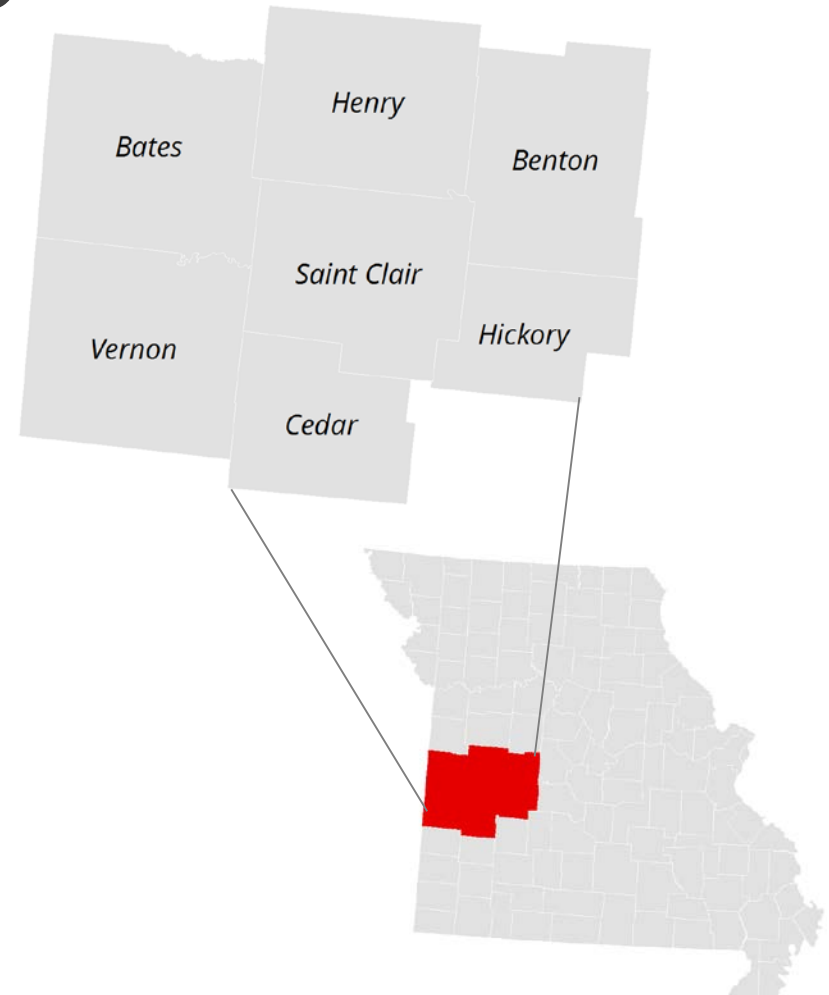 Henry
Bates
Benton
Saint Clair
Hickory
Vernon
Cedar